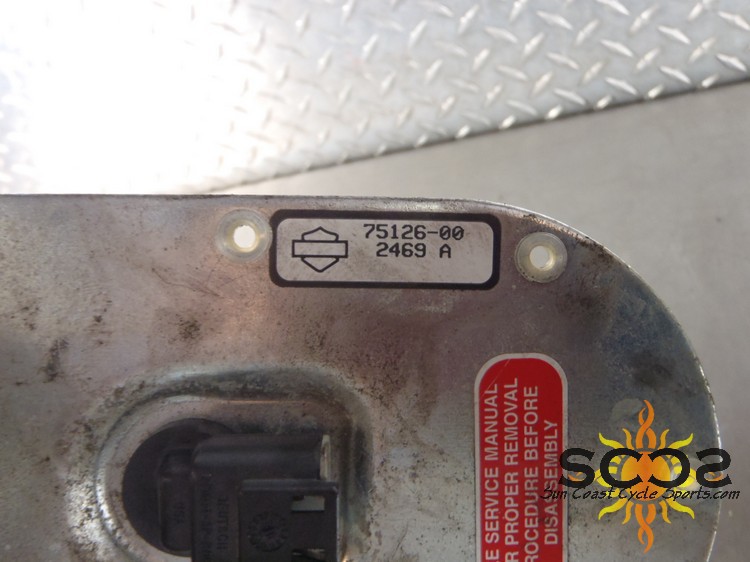 75126-00
2469 A
E SERVICE MANUAL
R PROPER REMOVAL
ROCEDURE BEFORE
DISASSEMBLY
SCCS
Sun Coast Cycle Sports.com